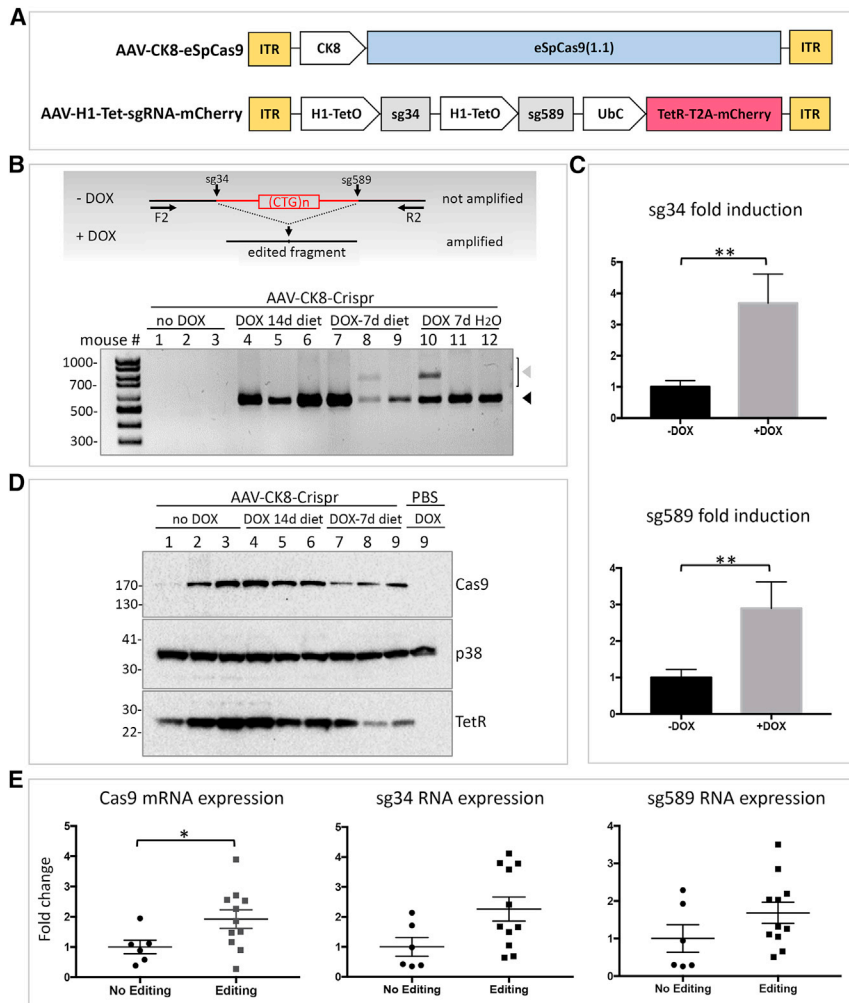 A
AAV-CK8-eSpCas9 ITR CK8 eSpCas9(1.1) ITR
AAV-H1-Tet-sgRNA-mCherry ITR H1-TetO sg34 H1-TetO sg589 UbC TetR-T2A-mCherry ITR
B
sg34 sg589
- DOX (CTG)n not amplified
F2 R2
+ DOX edited fragment amplified
AAV-CK8-Crispr
no DOX DOX 14d diet DOX-7d diet DOX 7d H2O
mouse # 1 2 3 4 5 6 7 8 9 10 11 12
1000-
700-
500-
300-
C
sg34 fold induction
**
5
4
3
2
1
0
-DOX +DOX
sg589 fold induction
**
4
3
2
1
0
-DOX +DOX
D
AAV-CK8-Crispr PBS
no DOX DOX 14d diet DOX-7d diet DOX
1 2 3 4 5 6 7 8 9 9
170-
130-
Cas9
41-
30-
p38
30-
22-
TetR
E
Cas9 mRNA expression
*
Fold change
5
4
3
2
1
0
No Editing Editing
sg34 RNA expression
5
4
3
2
1
0
No Editing Editing
sg589 RNA expression
4
3
2
1
0
No Editing Editing